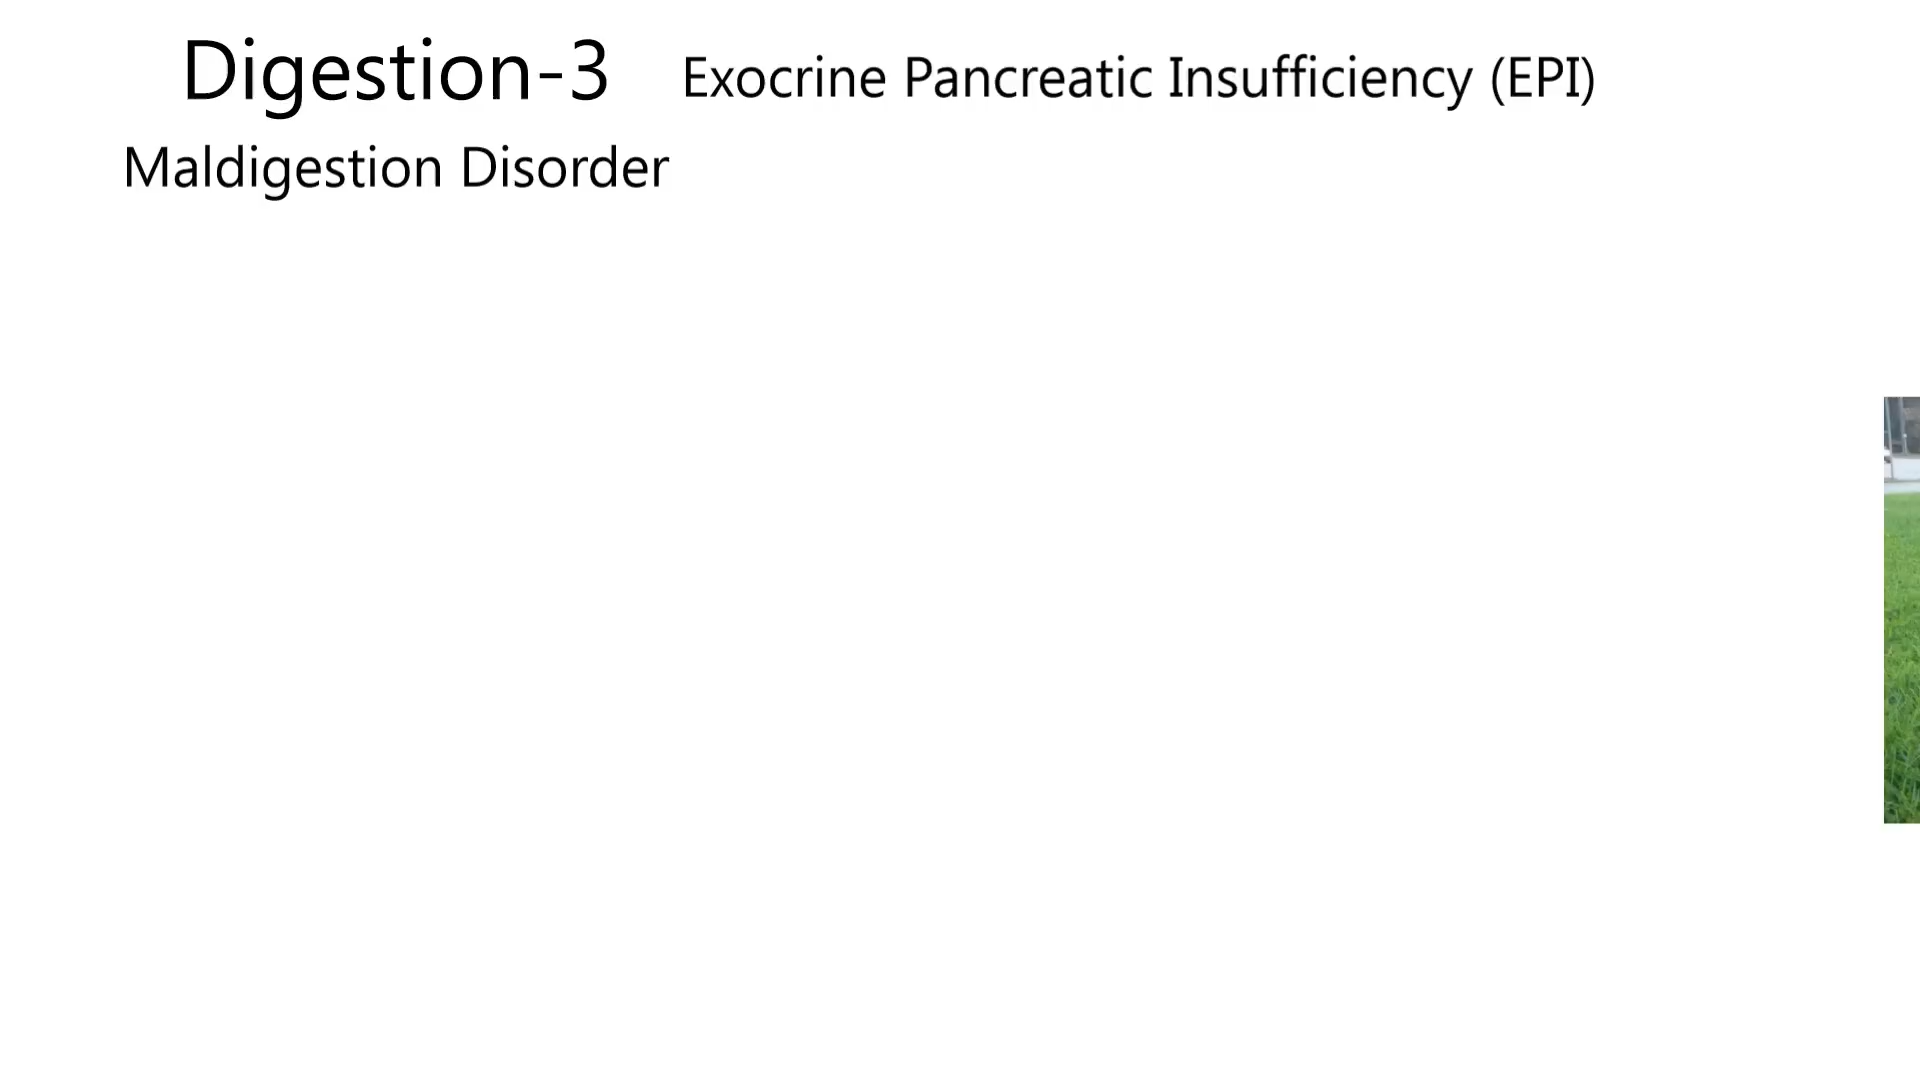 Digestion-3 Exocrine Pancreatic Insufficiency (EPI)
Maldigestion Disorder